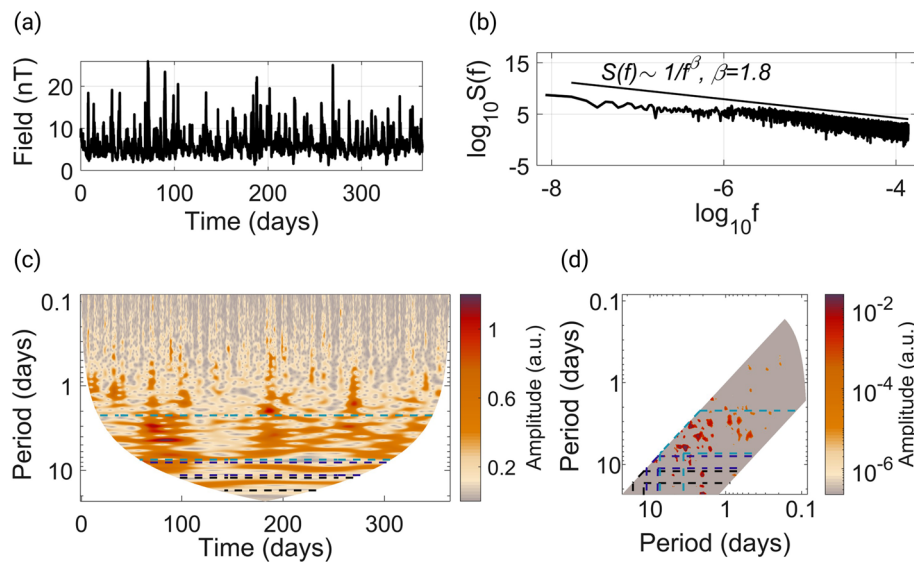 (a)
Field (nT)
20
10
0
0
100
200
300
Time (days)
(b)
log10S(f)
15
5
-5
S(f)~ 1/f^β, β=1.8
-8
-6
-4
log10f
(c)
Period (days)
0.1
1
10
0
100
200
300
Time (days)
1
0.6
0.2
Amplitude (a.u.)
(d)
Period (days)
0.1
1
10
10
1
0.1
Period (days)
10^-2
10^-4
10^-6
Amplitude (a.u.)